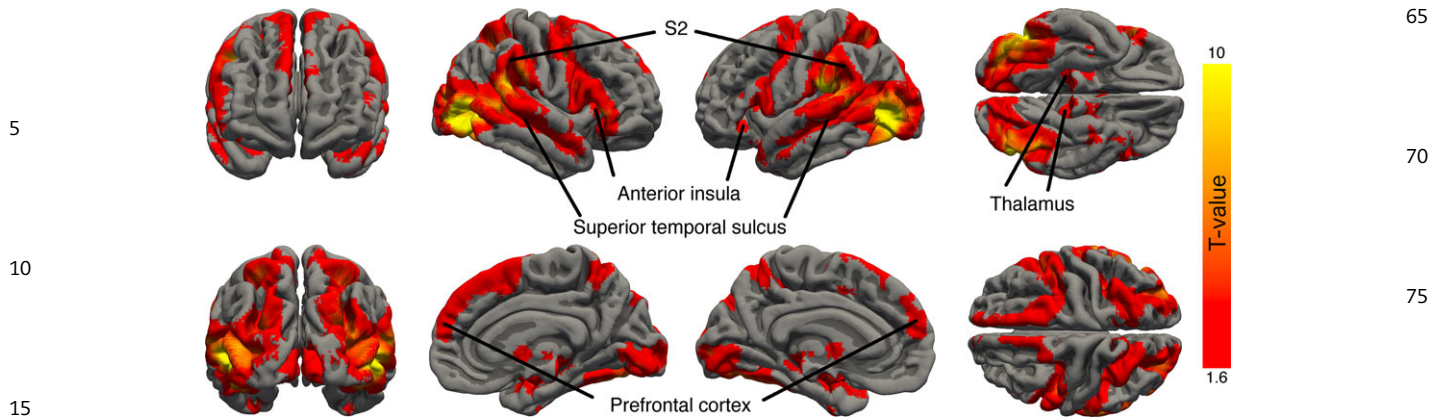 65
S2
10
5
70
Anterior insula
Thalamus
T-value
Superior temporal sulcus
10
75
1.6
Prefrontal cortex
15